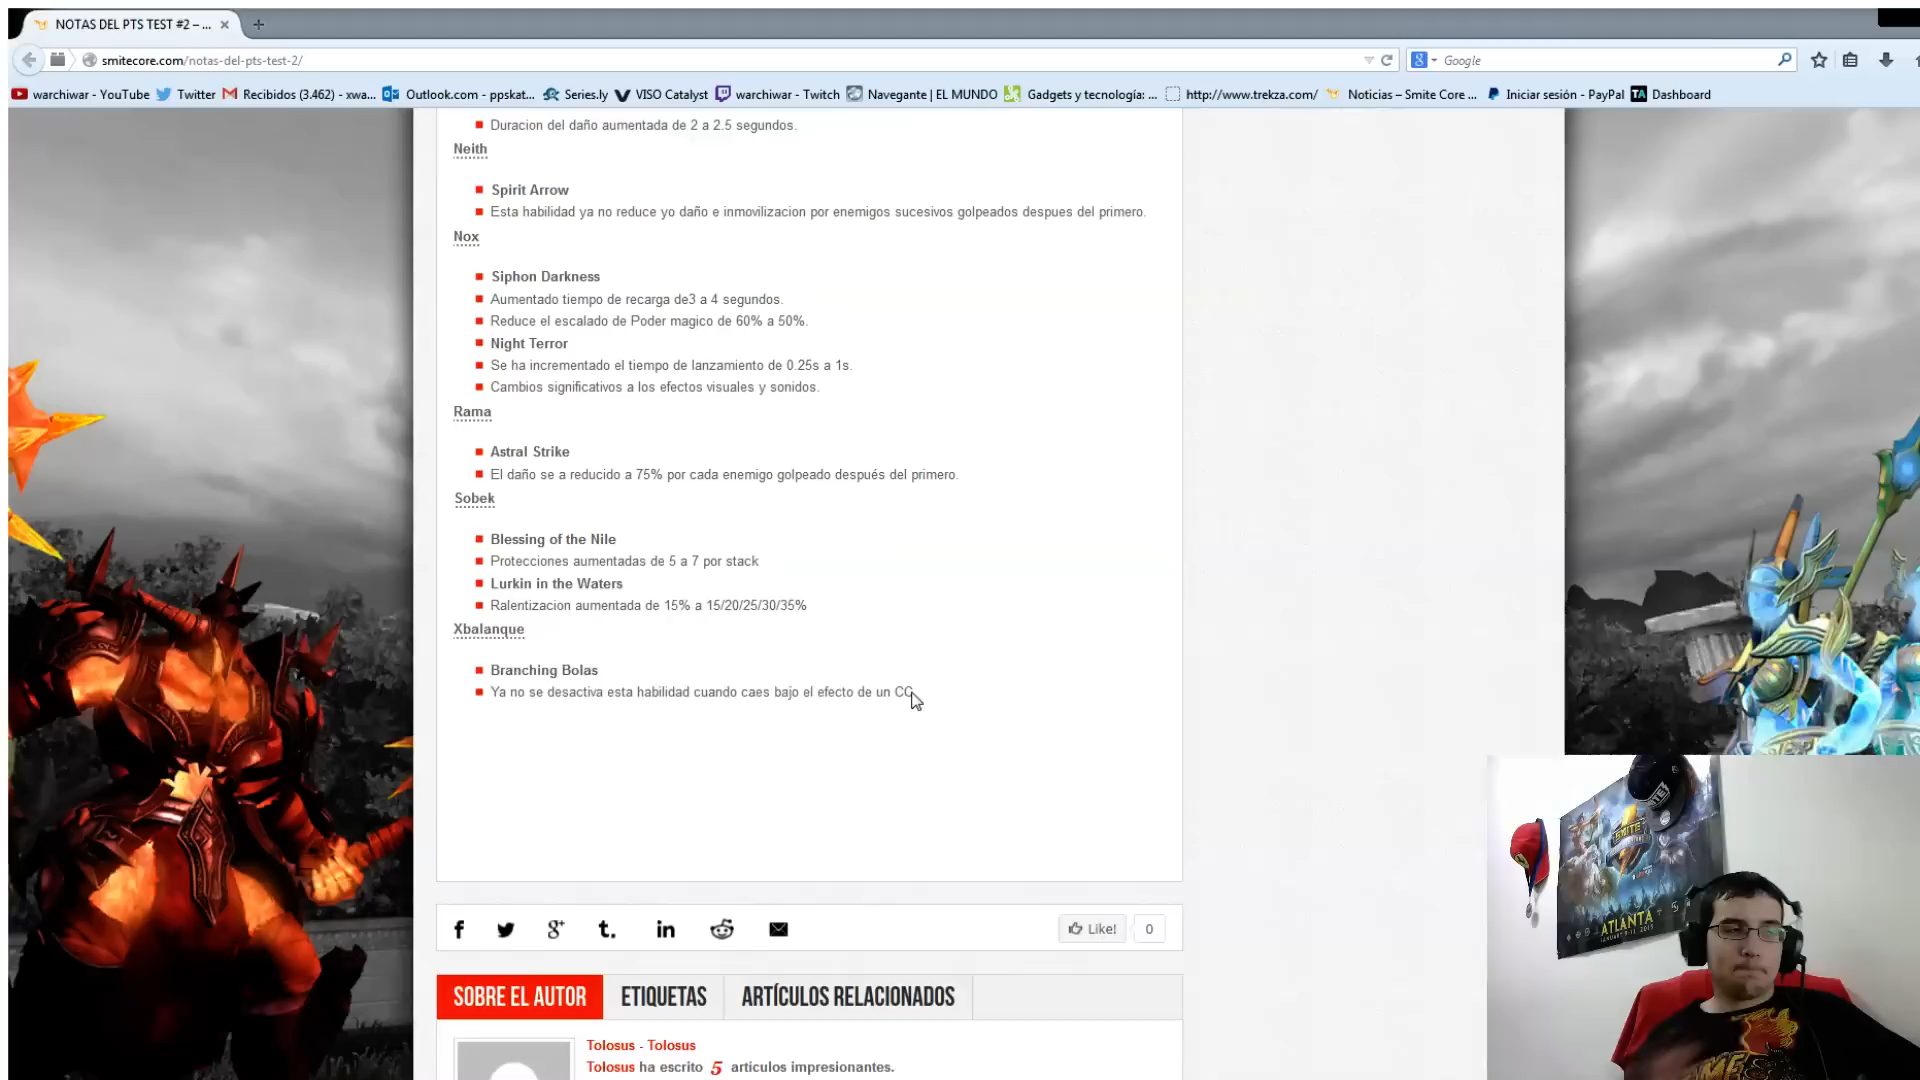 NOTAS DEL PTS TEST #2 – ...
smitecore.com/notas-del-pts-test-2/
Google
warchiwar - YouTube
Twitter
Recibidos (3.462) - xwa...
Outlook.com - ppskat...
Series.ly
VISO Catalyst
warchiwar - Twitch
Navegante | EL MUNDO
Gadgets y tecnología: ...
http://www.trekza.com/
Noticias – Smite Core ...
Iniciar sesión - PayPal
TA Dashboard
Duracion del daño aumentada de 2 a 2.5 segundos.
Neith
Spirit Arrow
Esta habilidad ya no reduce yo daño e inmovilizacion por enemigos sucesivos golpeados despues del primero.
Nox
Siphon Darkness
Aumentado tiempo de recarga de3 a 4 segundos.
Reduce el escalado de Poder magico de 60% a 50%.
Night Terror
Se ha incrementado el tiempo de lanzamiento de 0.25s a 1s.
Cambios significativos a los efectos visuales y sonidos.
Rama
Astral Strike
El daño se a reducido a 75% por cada enemigo golpeado después del primero.
Sobek
Blessing of the Nile
Protecciones aumentadas de 5 a 7 por stack
Lurkin in the Waters
Ralentizacion aumentada de 15% a 15/20/25/30/35%
Xbalanque
Branching Bolas
Ya no se desactiva esta habilidad cuando caes bajo el efecto de un CC
Like!
0
SOBRE EL AUTOR
ETIQUETAS
ARTÍCULOS RELACIONADOS
Tolosus - Tolosus
Tolosus ha escrito 5 artículos impresionantes.
SMITE
ATLANTA
JANUARY 9-11 2015